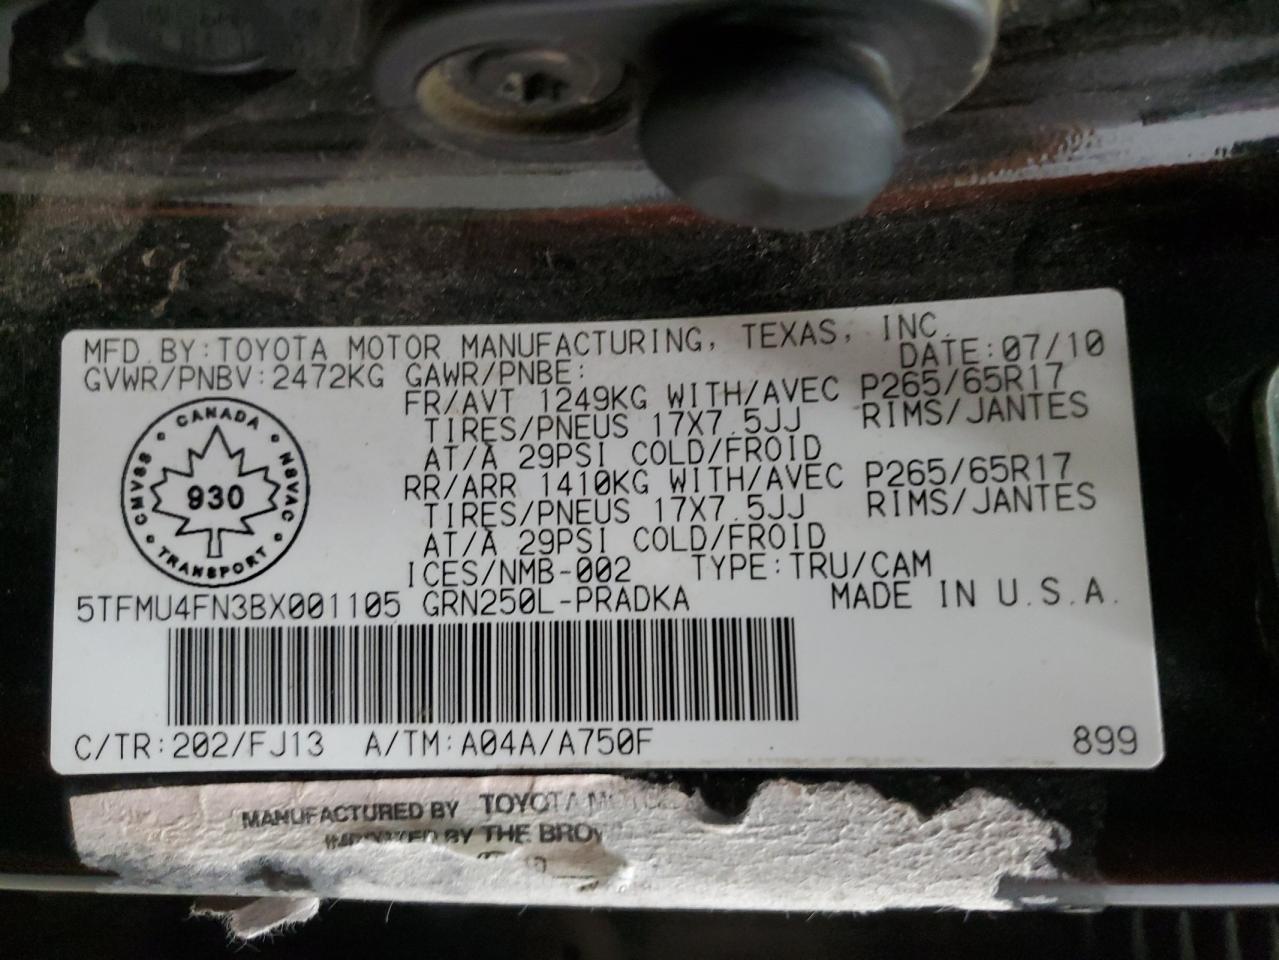 MFD. BY: TOYOTA MOTOR MANUFACTURING, TEXAS, INC.
DATE: 07/10
GVWR/PNBV: 2472KG GAWR/PNBE:
FR/AVT 1249KG WITH/AVEC P265/65R17
TIRES/PNEUS 17X7.5JJ RIMS/JANTES
AT/A 29PSI COLD/FROID
RR/ARR 1410KG WITH/AVEC P265/65R17
TIRES/PNEUS 17X7.5JJ RIMS/JANTES
AT/A 29PSI COLD/FROID
ICES/NMB-002 TYPE: TRU/CAM
CANADA
CMVSS NSVAC
930
TRANSPORT
5TFMU4FN3BX001105 GRN250L-PRADKA MADE IN U.S.A.
C/TR: 202/FJ13 A/TM: A04A/A750F 899
MANUFACTURED BY TOYOTA
BY THE